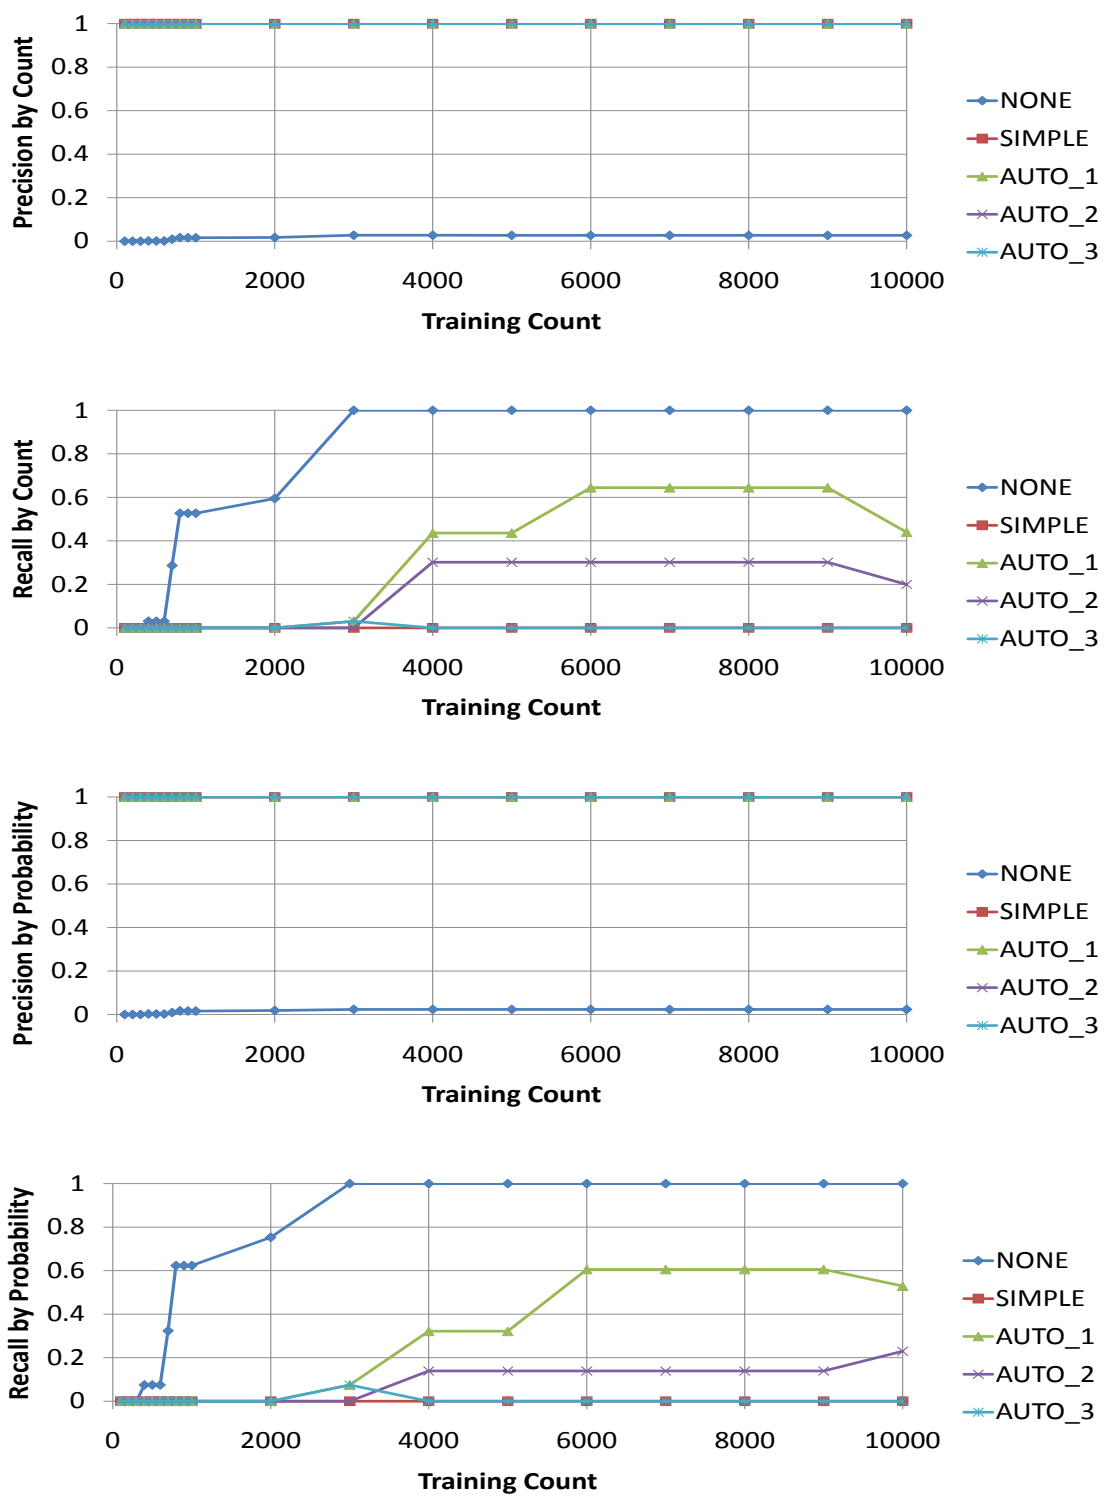 Precision by Count
1
0.8
0.6
0.4
0.2
0
0 2000 4000 6000 8000 10000
Training Count
NONE
SIMPLE
AUTO_1
AUTO_2
AUTO_3
Recall by Count
1
0.8
0.6
0.4
0.2
0
0 2000 4000 6000 8000 10000
Training Count
NONE
SIMPLE
AUTO_1
AUTO_2
AUTO_3
Precision by Probability
1
0.8
0.6
0.4
0.2
0
0 2000 4000 6000 8000 10000
Training Count
NONE
SIMPLE
AUTO_1
AUTO_2
AUTO_3
Recall by Probability
1
0.8
0.6
0.4
0.2
0
0 2000 4000 6000 8000 10000
Training Count
NONE
SIMPLE
AUTO_1
AUTO_2
AUTO_3